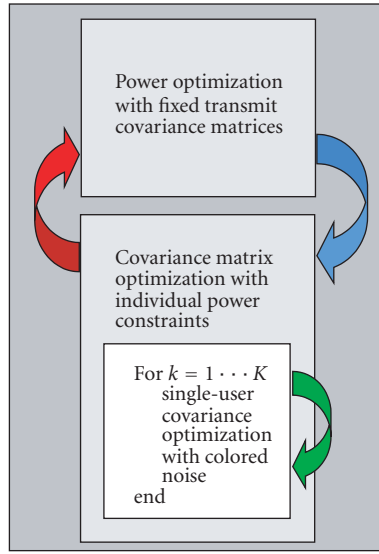 Power optimization
with fixed transmit
covariance matrices
Covariance matrix
optimization with
individual power
constraints
For k = 1 · · · K
single-user
covariance
optimization
with colored
noise
end